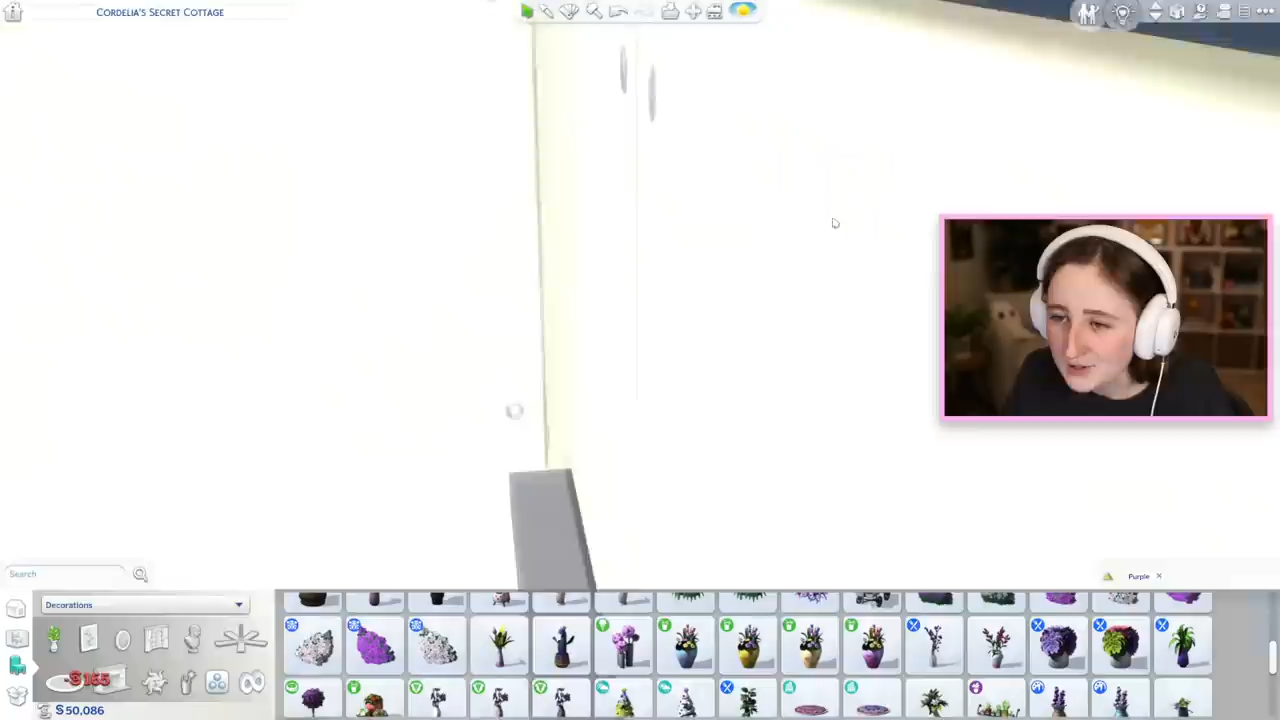 CORDELIA'S SECRET COTTAGE
Search
Purple
Decorations
-§165
§50,086